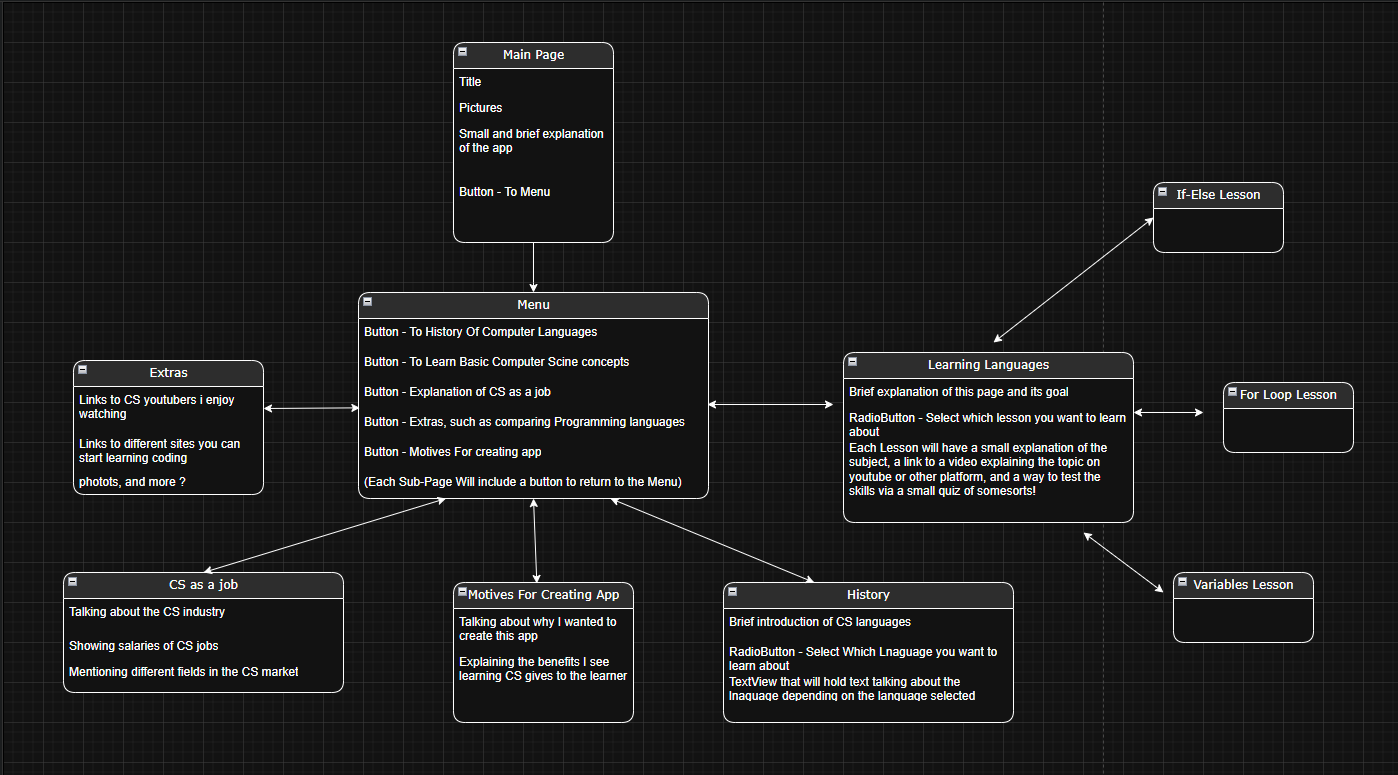 Main Page
Title
Pictures
Small and brief explanation
of the app
Button - To Menu
If-Else Lesson
Menu
Button - To History Of Computer Languages
Button - To Learn Basic Computer Scine concepts
Button - Explanation of CS as a job
Button - Extras, such as comparing Programming languages
Button - Motives For creating app
(Each Sub-Page Will include a button to return to the Menu)
Extras
Links to CS youtubers i enjoy
watching
Links to different sites you can
start learning coding
photots, and more ?
Learning Languages
Brief explanation of this page and its goal
RadioButton - Select which lesson you want to learn
about
Each Lesson will have a small explanation of the
subject, a link to a video explaining the topic on
youtube or other platform, and a way to test the
skills via a small quiz of somesorts!
For Loop Lesson
CS as a job
Talking about the CS industry
Showing salaries of CS jobs
Mentioning different fields in the CS market
Motives For Creating App
Talking about why I wanted to
create this app
Explaining the benefits I see
learning CS gives to the learner
History
Brief introduction of CS languages
RadioButton - Select Which Lnaguage you want to
learn about
TextView that will hold text talking about the
lnaguage depending on the language selected
Variables Lesson